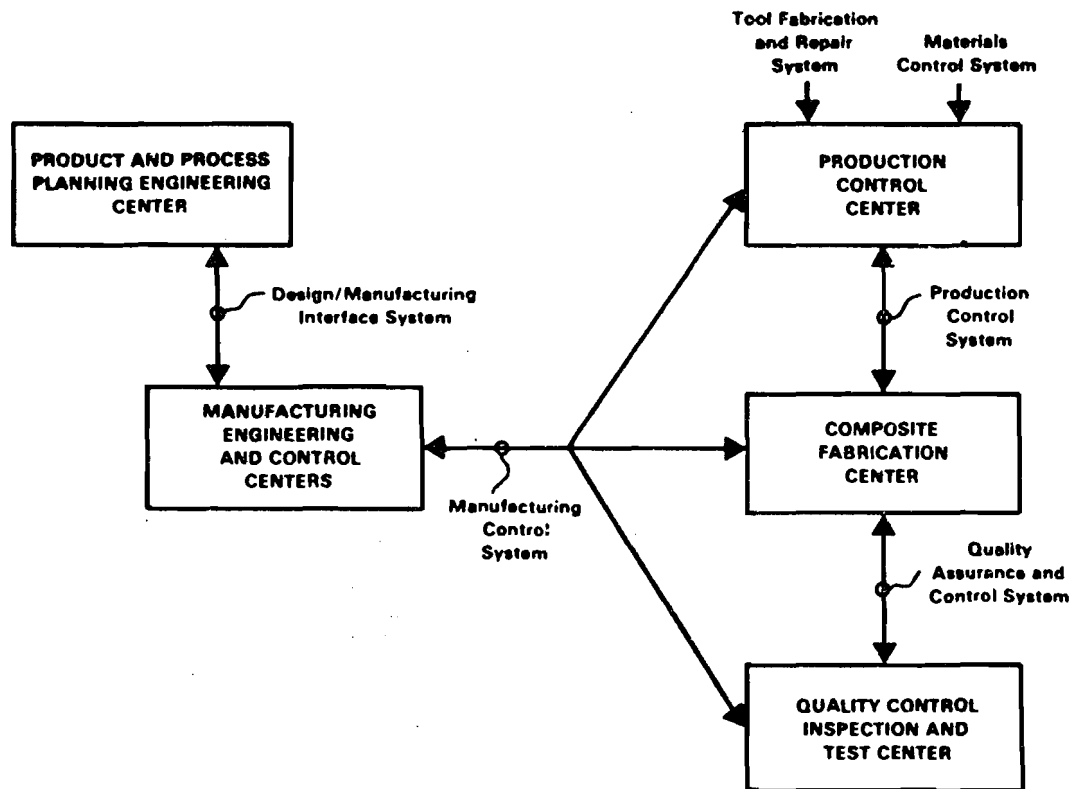 Tool Fabrication
and Repair
System
Materials
Control System
PRODUCT AND PROCESS
PLANNING ENGINEERING
CENTER
PRODUCTION
CONTROL
CENTER
Design/Manufacturing
Interface System
Production
Control
System
MANUFACTURING
ENGINEERING
AND CONTROL
CENTERS
COMPOSITE
FABRICATION
CENTER
Manufacturing
Control
System
Quality
Assurance and
Control System
QUALITY CONTROL
INSPECTION AND
TEST CENTER